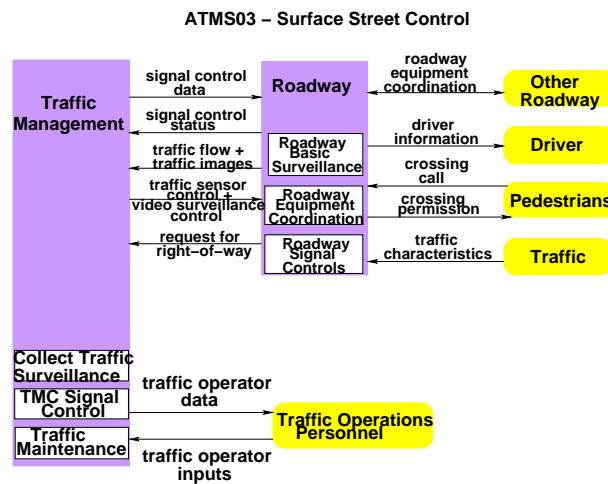 ATMS03 – Surface Street Control
Traffic
Management
signal control
data
signal control
status
traffic flow +
traffic images
traffic sensor
control +
video surveillance
control
request for
right–of–way
Roadway
Roadway
Basic
Surveillance
Roadway
Equipment
Coordination
Roadway
Signal
Controls
roadway
equipment
coordination
driver
information
crossing
call
crossing
permission
traffic
characteristics
Other
Roadway
Driver
Pedestrians
Traffic
Collect Traffic
Surveillance
TMC Signal
Control
Traffic
Maintenance
traffic operator
data
traffic operator
inputs
Traffic Operations
Personnel